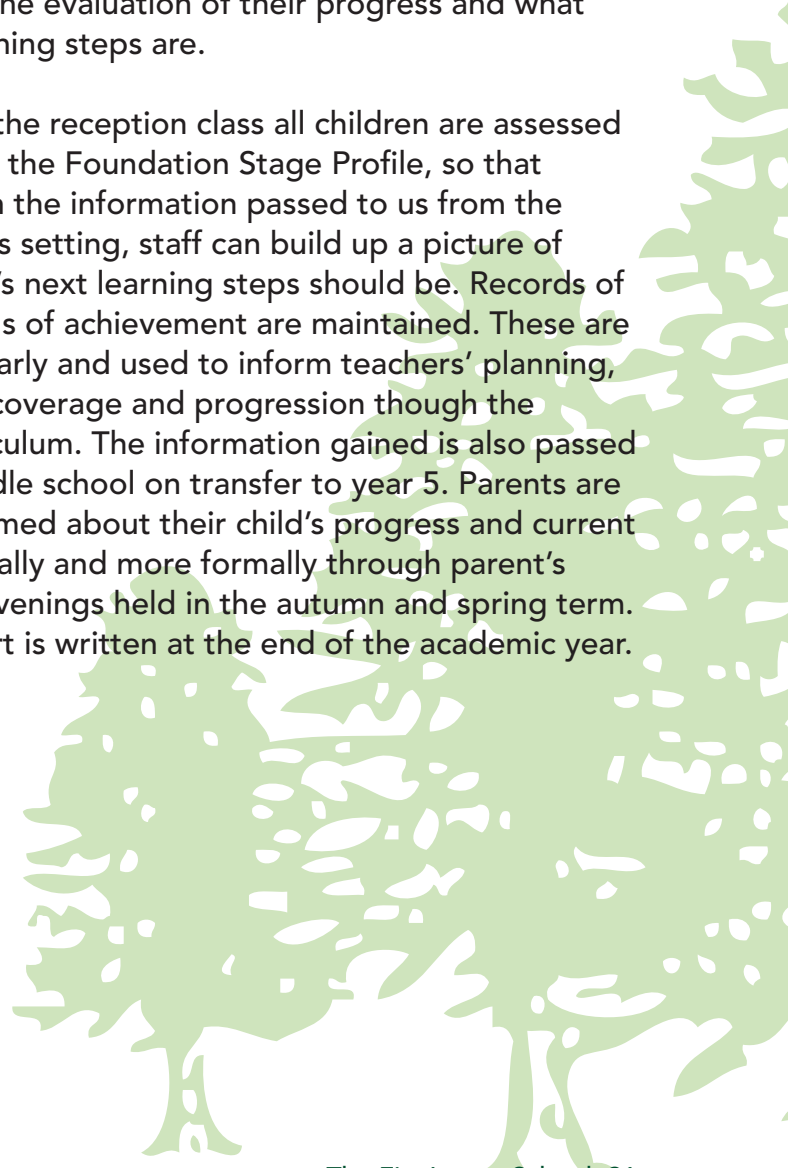 he evaluation of their progress and what
ning steps are.
the reception class all children are assessed
the Foundation Stage Profile, so that
the information passed to us from the
s setting, staff can build up a picture of
's next learning steps should be. Records of
s of achievement are maintained. These are
arly and used to inform teachers' planning,
coverage and progression though the
culum. The information gained is also passed
dle school on transfer to year 5. Parents are
med about their child's progress and current
ally and more formally through parent's
venings held in the autumn and spring term.
rt is written at the end of the academic year.